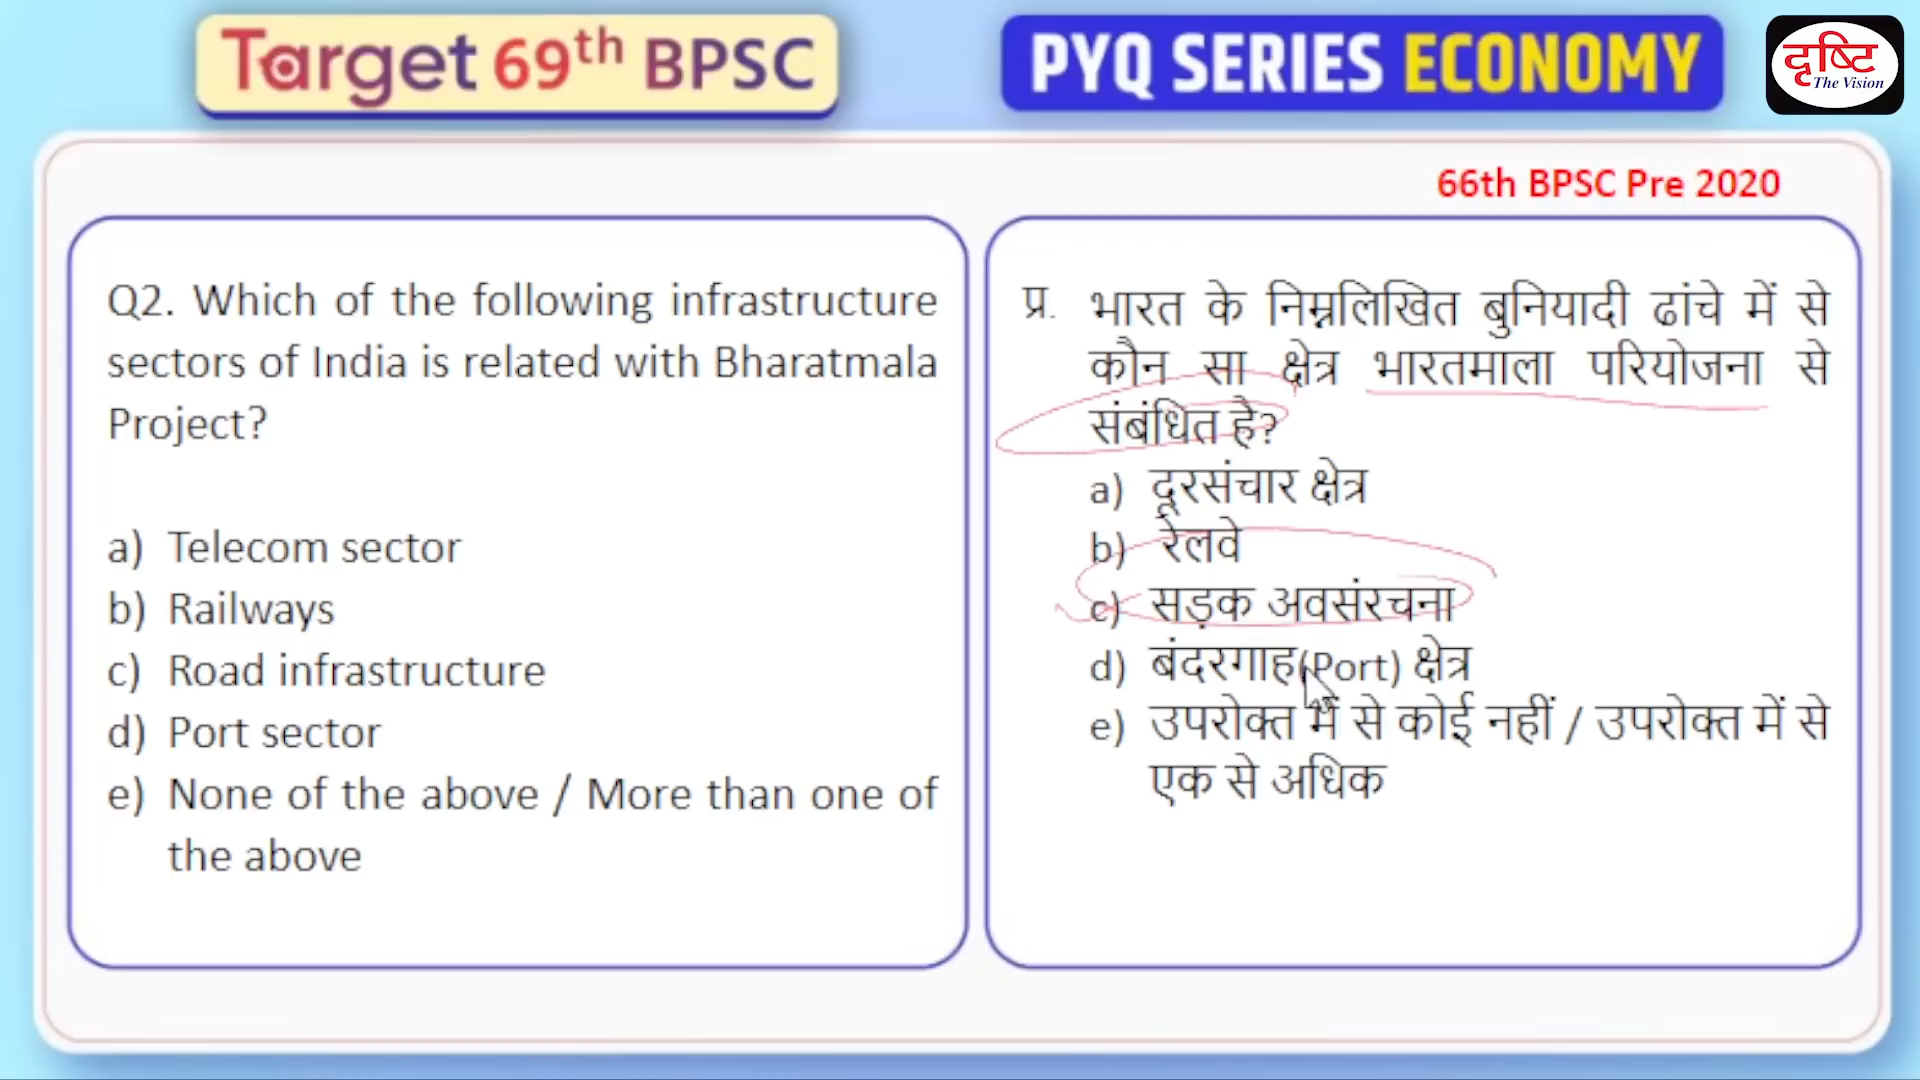 Target 69th BPSC
PYQ SERIES ECONOMY
दृष्टि
The Vision
66th BPSC Pre 2020
Q2. Which of the following infrastructure
sectors of India is related with Bharatmala
Project?
a) Telecom sector
b) Railways
c) Road infrastructure
d) Port sector
e) None of the above / More than one of
the above
प्र. भारत के निम्नलिखित बुनियादी ढांचे में से
कौन सा क्षेत्र भारतमाला परियोजना से
संबंधित है?
a) दूरसंचार क्षेत्र
b) रेलवे
c) सड़क अवसंरचना
d) बंदरगाह(Port) क्षेत्र
e) उपरोक्त में से कोई नहीं / उपरोक्त में से
एक से अधिक